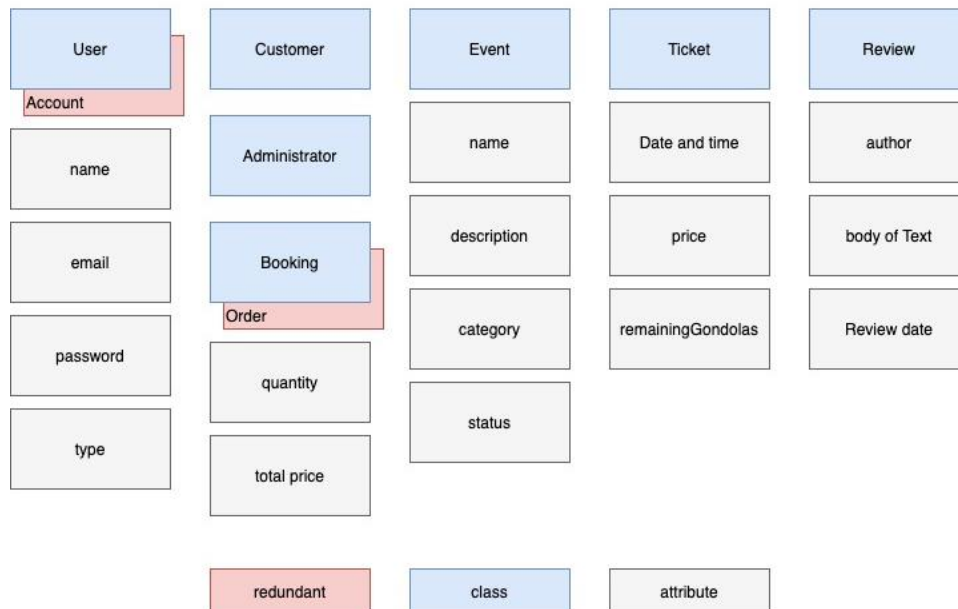 User
Account
name
email
password
type
Customer
Administrator
Booking
Order
quantity
total price
Event
name
description
category
status
Ticket
Date and time
price
remainingGondolas
Review
author
body of Text
Review date
redundant
class
attribute